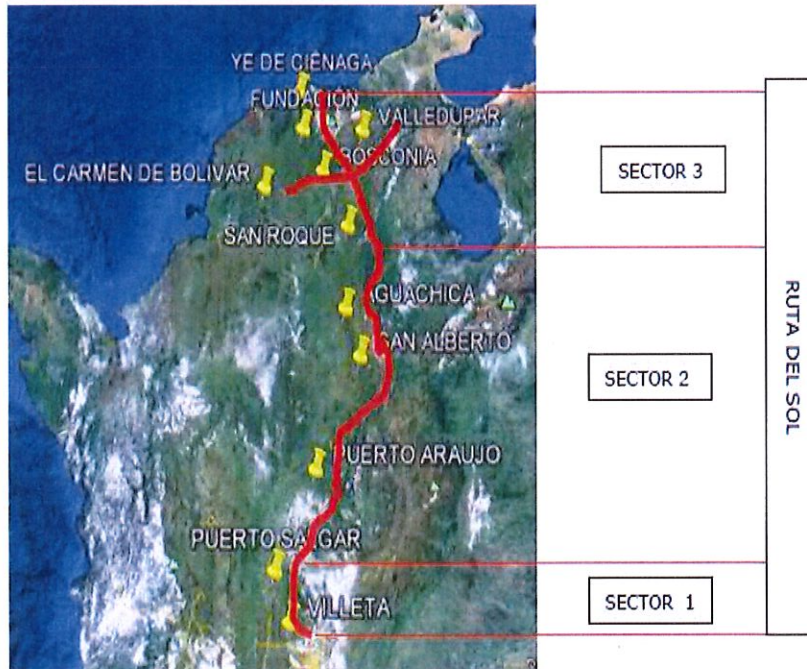 YE DE CIENAGA
FUNDACIÓN
VALLEDUPAR
BOSCONIA
EL CARMEN DE BOLIVAR
SAN ROQUE
AGUACHICA
SAN ALBERTO
PUERTO ARAUJO
PUERTO SALGAR
VILLETA
SECTOR 3
SECTOR 2
SECTOR 1
RUTA DEL SOL